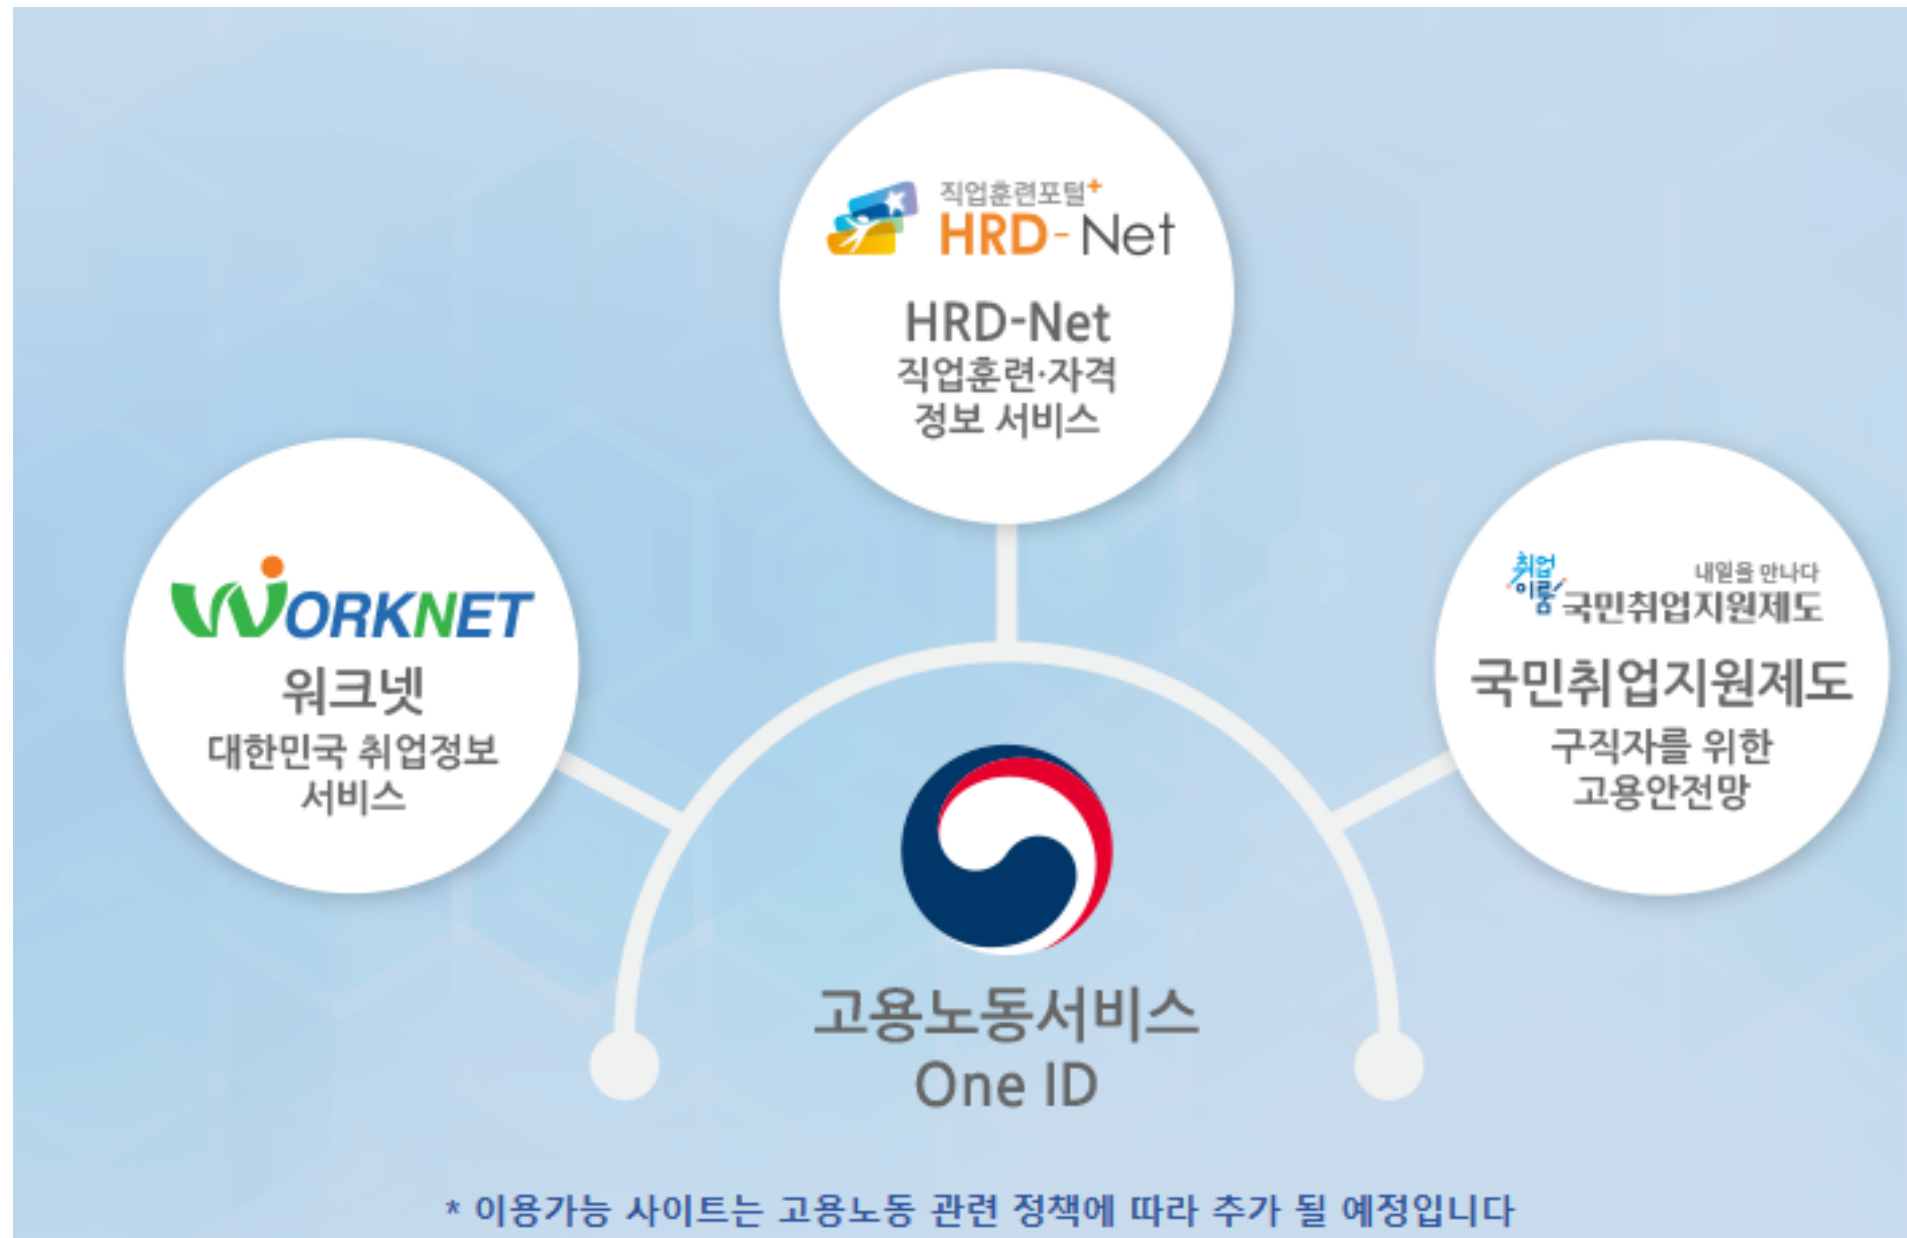 직업훈련포털+
HRD-Net
HRD-Net
직업훈련·자격
정보 서비스
WORKNET
워크넷
대한민국 취업정보
서비스
취업
이룸
내일을 만나다
국민취업지원제도
국민취업지원제도
구직자를 위한
고용안전망
고용노동서비스
One ID
* 이용가능 사이트는 고용노동 관련 정책에 따라 추가 될 예정입니다